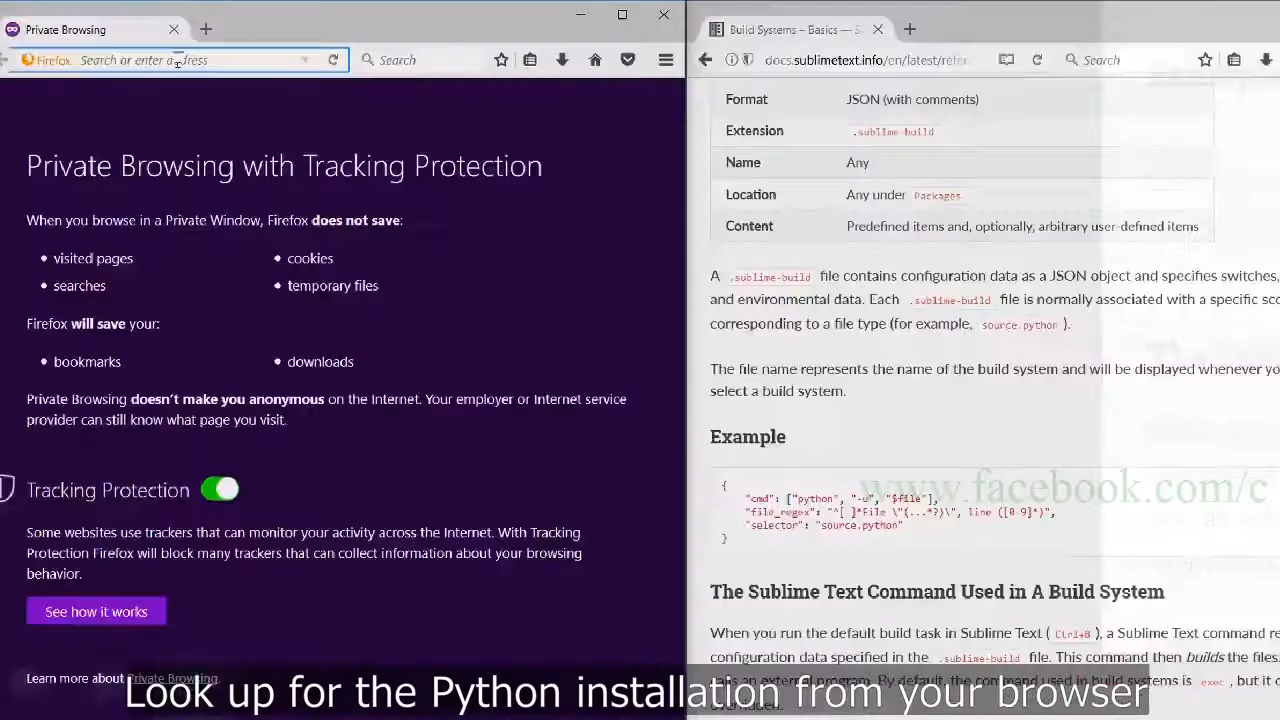 Private Browsing
Firefox
Search or enter address
Search
Private Browsing with Tracking Protection
When you browse in a Private Window, Firefox does not save:
visited pages
cookies
searches
temporary files
Firefox will save your:
bookmarks
downloads
Private Browsing doesn't make you anonymous on the Internet. Your employer or Internet service
provider can still know what page you visit.
Tracking Protection
Some websites use trackers that can monitor your activity across the Internet. With Tracking
Protection Firefox will block many trackers that can collect information about your browsing
behavior.
See how it works
Learn more about Private Browsing.
Build Systems – Basics — S
docs.sublimetext.info/en/latest/refer
Search
Format JSON (with comments)
Extension .sublime-build
Name Any
Location Any under Packages
Content Predefined items and, optionally, arbitrary user-defined items
A .sublime-build file contains configuration data as a JSON object and specifies switches,
and environmental data. Each .sublime-build file is normally associated with a specific sco
corresponding to a file type (for example, source.python ).
The file name represents the name of the build system and will be displayed whenever yo
select a build system.
Example
{
"cmd": ["python", "-u", "$file"],
"file_regex": "^[ ]*File \"(...*?)\", line ([0-9]*)",
"selector": "source.python"
}
www.facebook.com/c
The Sublime Text Command Used in A Build System
When you run the default build task in Sublime Text ( Ctrl+B ), a Sublime Text command re
configuration data specified in the .sublime-build file. This command then builds the files.
an external program. By default, the command used in build systems is exec , but it c
Look up for the Python installation from your browser